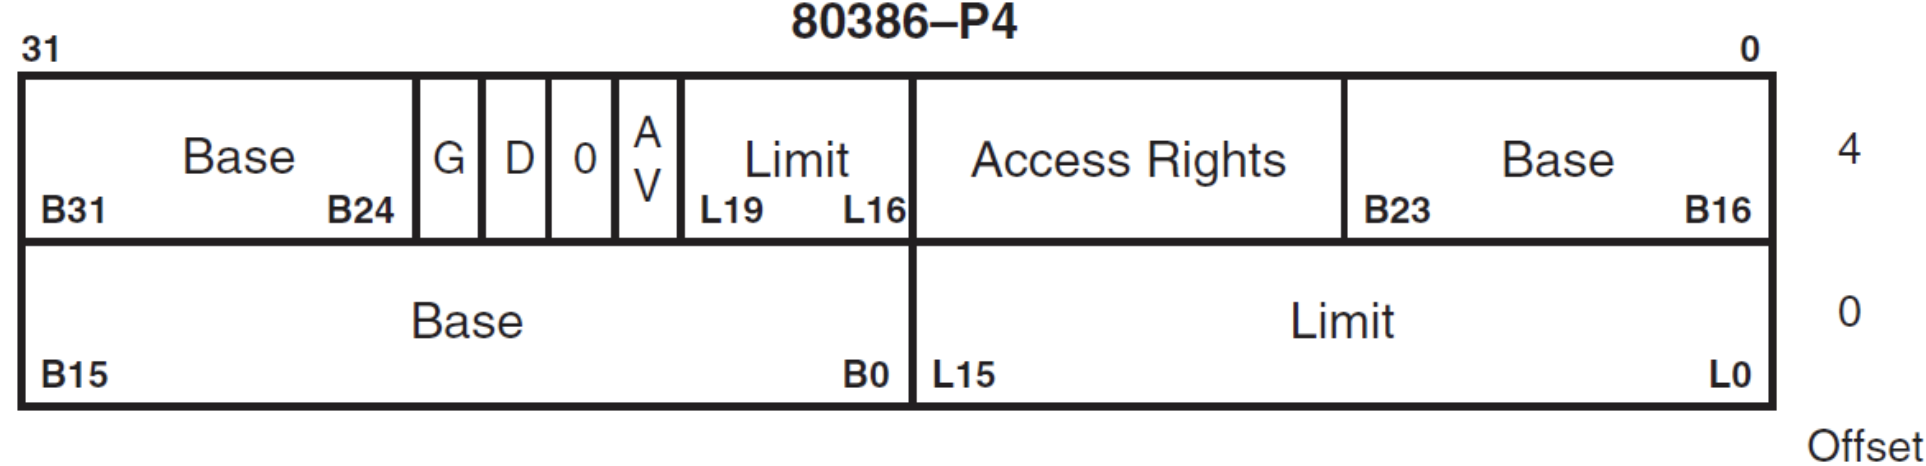 80386–P4
31 0
Base G D 0 A V Limit Access Rights Base 4
B31 B24 L19 L16 B23 B16
Base Limit 0
B15 B0 L15 L0
Offset